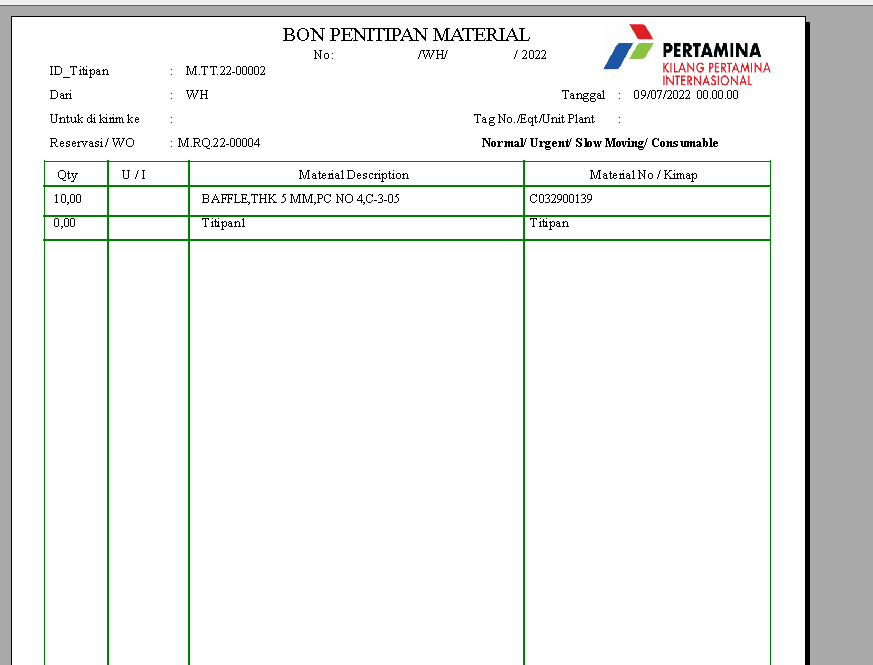 BON PENITIPAN MATERIAL
No: /WH/ / 2022
PERTAMINA
KILANG PERTAMINA
INTERNASIONAL
ID_Titipan : M.TT.22-00002
Dari : WH Tanggal : 09/07/2022 00.00.00
Untuk di kirim ke : Tag No./Eqt/Unit Plant :
Reservasi / WO : M.RQ.22-00004 Normal/ Urgent/ Slow Moving/ Consumable
Qty U / I Material Description Material No / Kimap
10,00 BAFFLE,THK 5 MM,PC NO 4,C-3-05 C032900139
0,00 Titipan1 Titipan